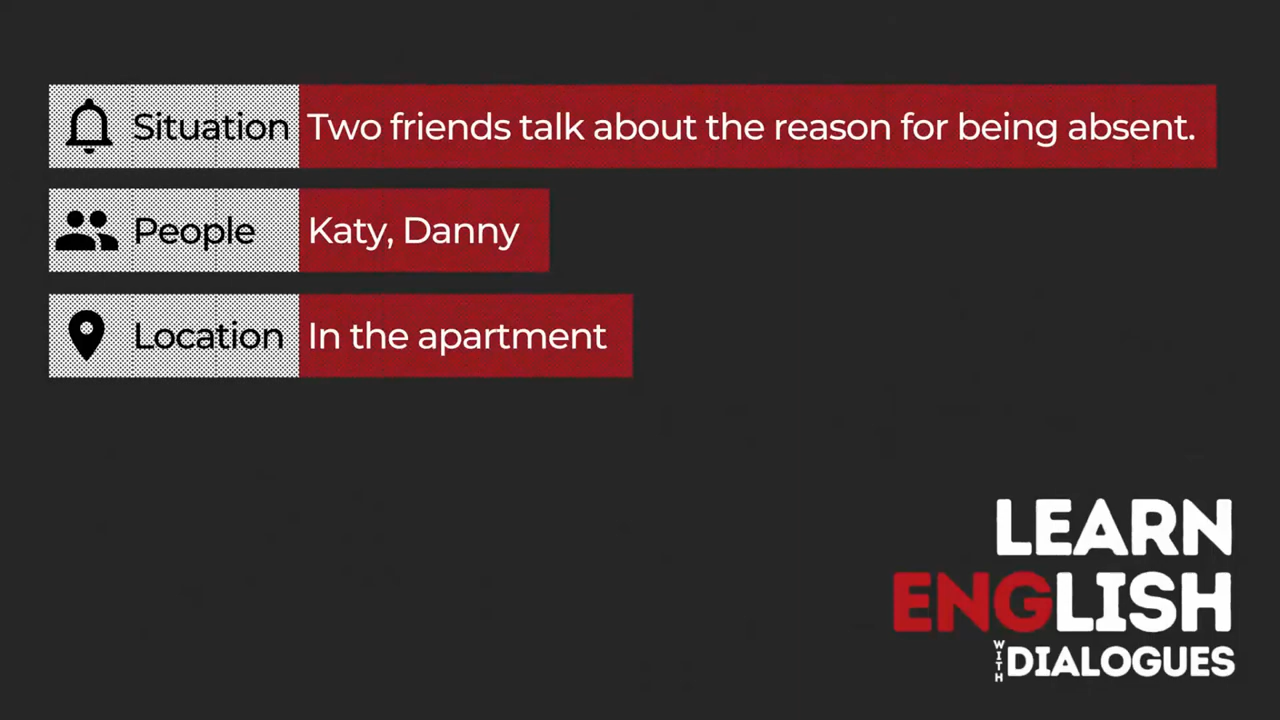 Situation Two friends talk about the reason for being absent.
People Katy, Danny
Location In the apartment
LEARN
ENGLISH
WITH DIALOGUES